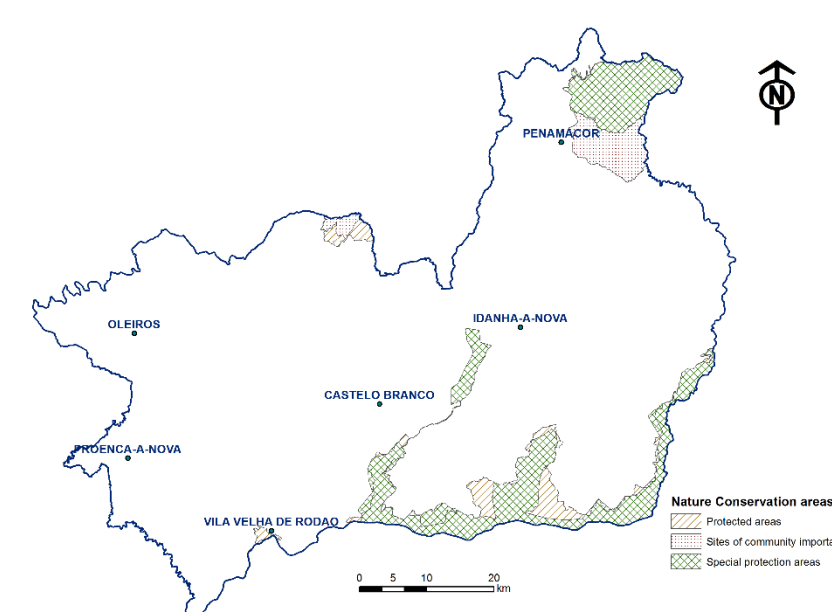 N
PENAMACOR
OLEIROS
IDANHA-A-NOVA
CASTELO BRANCO
PROENCA-A-NOVA
VILA VELHA DE RODAO
Nature Conservation areas
Protected areas
Sites of community importa
Special protection areas
0 5 10 20
km